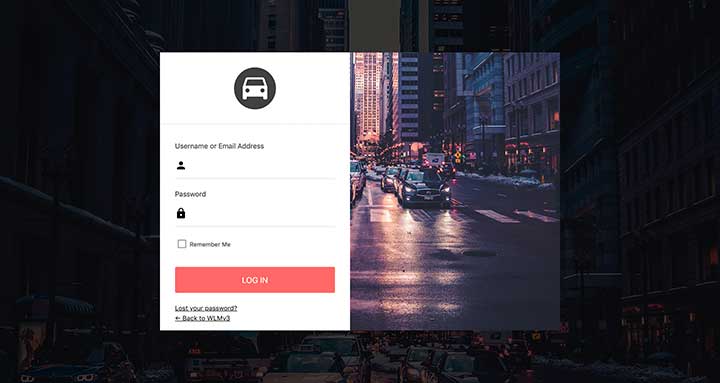 Username or Email Address
Password
Remember Me
LOG IN
Lost your password?
← Back to WLMv3